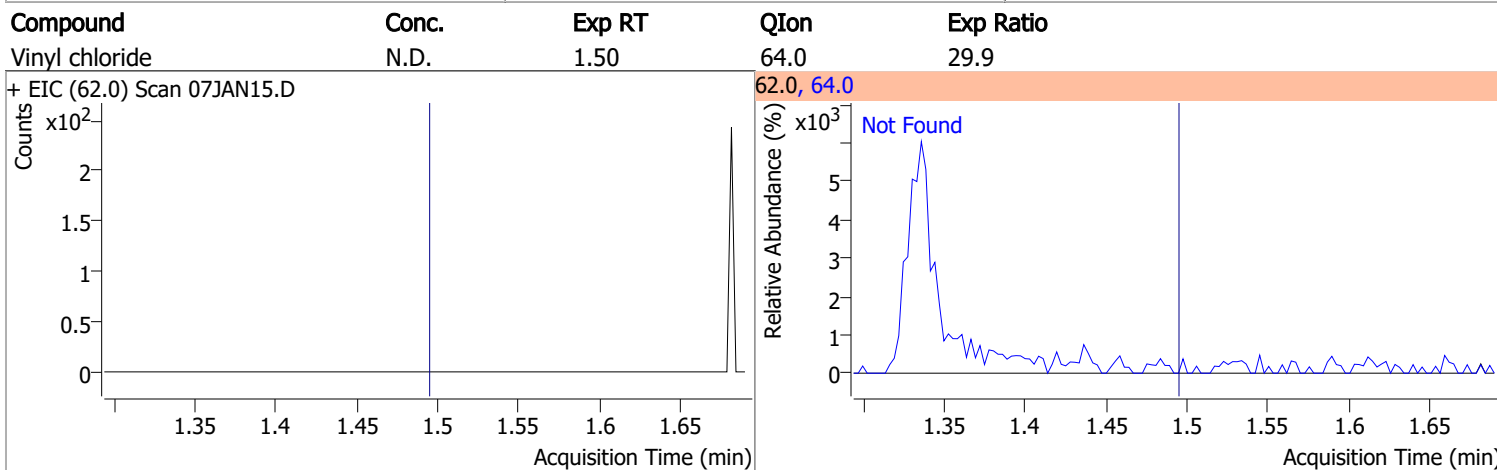 Compound Conc. Exp RT QIon Exp Ratio
Vinyl chloride N.D. 1.50 64.0 29.9
+ EIC (62.0) Scan 07JAN15.D
Counts
x10²
2
1.5
1
0.5
0
1.35 1.4 1.45 1.5 1.55 1.6 1.65
Acquisition Time (min)
62.0, 64.0
Relative Abundance (%)
x10³
Not Found
5
4
3
2
1
0
1.35 1.4 1.45 1.5 1.55 1.6 1.65
Acquisition Time (min)